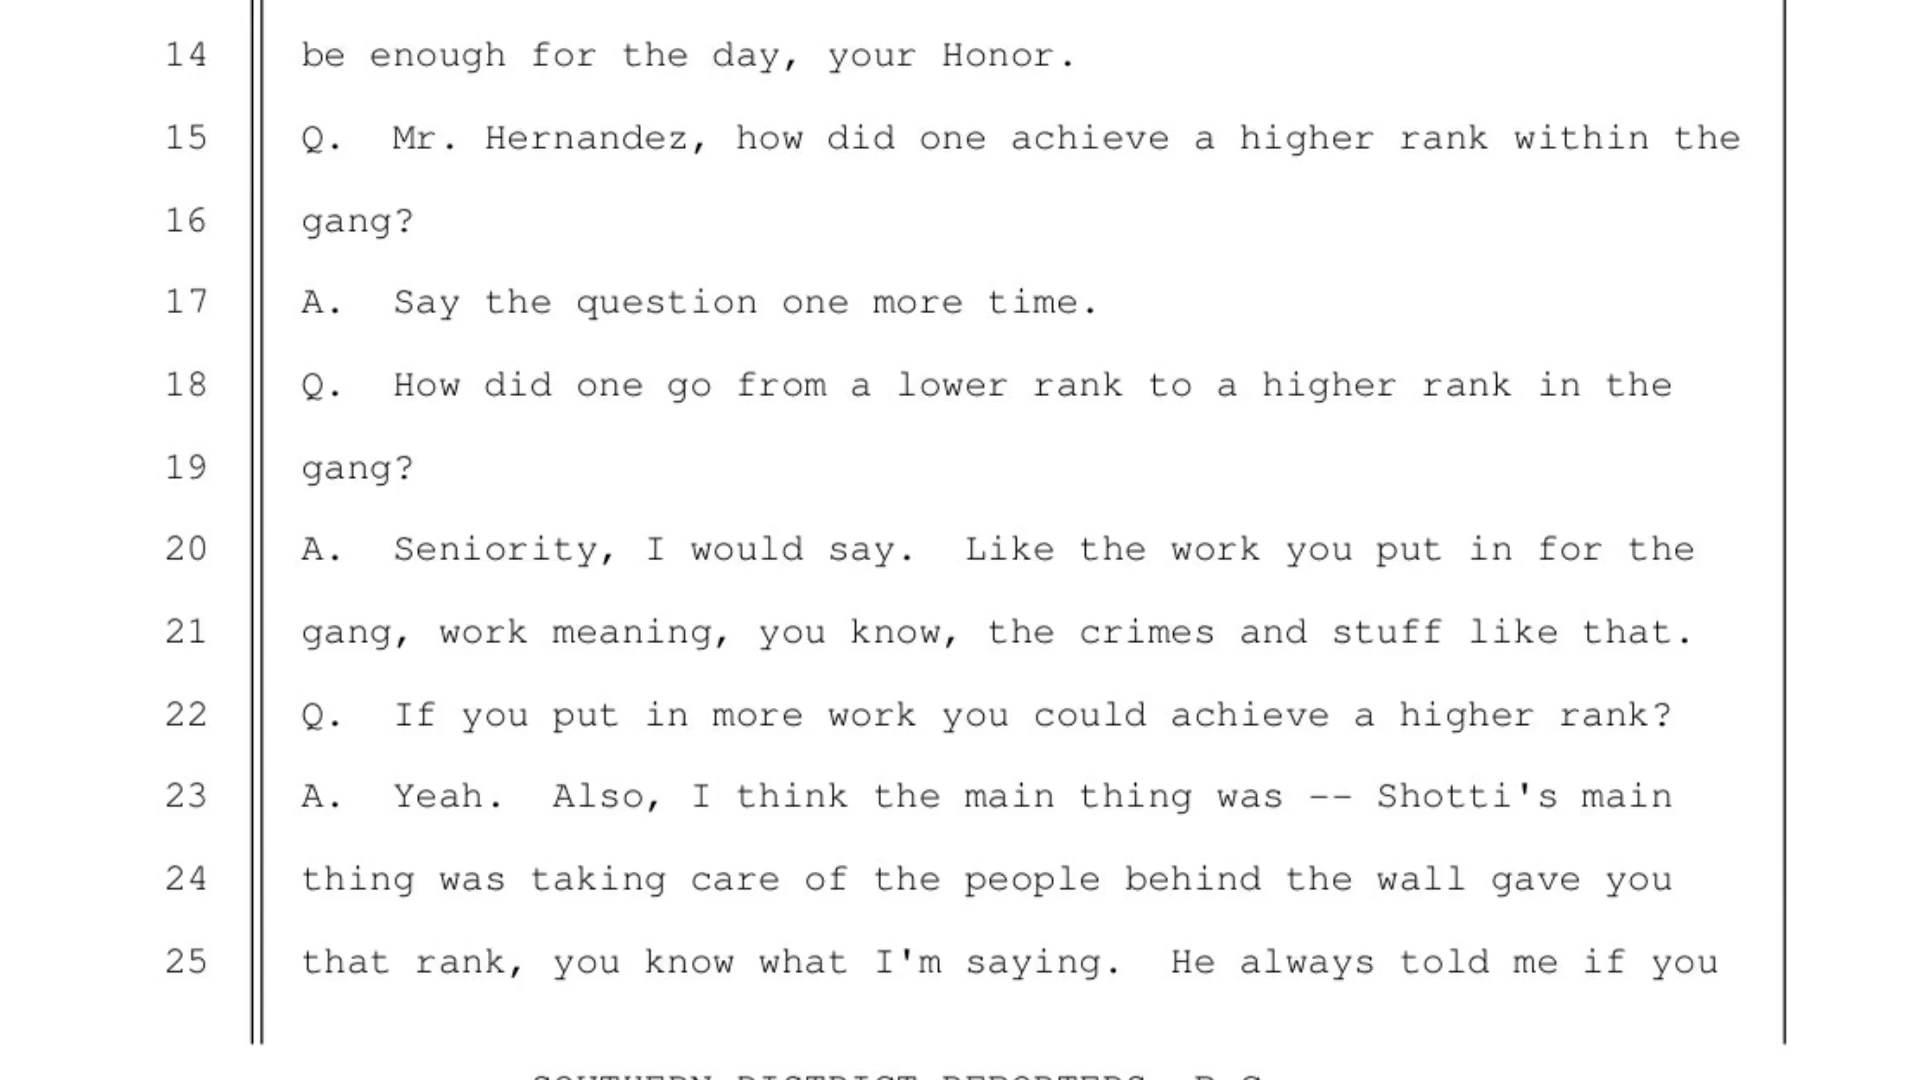 14 be enough for the day, your Honor.
15 Q. Mr. Hernandez, how did one achieve a higher rank within the
16 gang?
17 A. Say the question one more time.
18 Q. How did one go from a lower rank to a higher rank in the
19 gang?
20 A. Seniority, I would say. Like the work you put in for the
21 gang, work meaning, you know, the crimes and stuff like that.
22 Q. If you put in more work you could achieve a higher rank?
23 A. Yeah. Also, I think the main thing was -- Shotti's main
24 thing was taking care of the people behind the wall gave you
25 that rank, you know what I'm saying. He always told me if you
SOUTHERN DISTRICT REPORTERS, P.C.